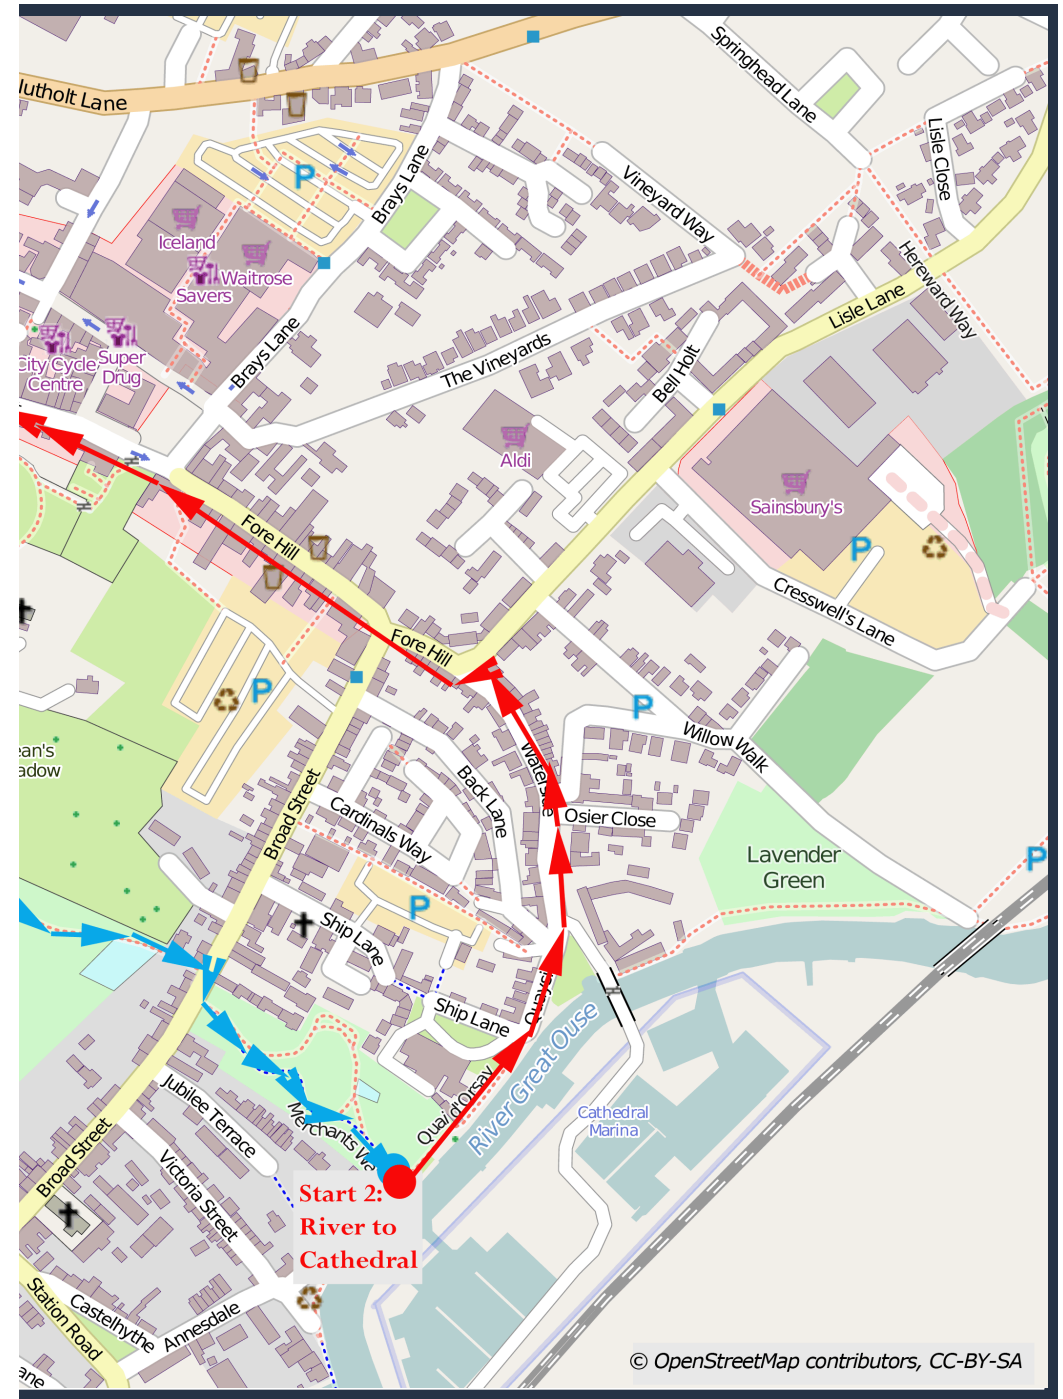 Nutholt Lane
Springhead Lane
Lisle Close
P
Brays Lane
Vineyard Way
Iceland
Waitrose
Savers
Hereward Way
Lisle Lane
City Cycle
Centre
Super
Drug
Brays Lane
The Vineyards
Bell Holt
Aldi
Sainsbury's
P
Fore Hill
Cresswell's Lane
Fore Hill
P
P
Willow Walk
Waterside
Back Lane
Osier Close
Broad Street
Cardinals Way
Lavender
Green
P
P
Ship Lane
Ship Lane
Quayside
River Great Ouse
Quai d'Orsay
Cathedral
Marina
Jubilee Terrace
Merchants Wa
Broad Street
Victoria Street
Start 2:
River to
Cathedral
Station Road
Castelhythe
Annesdale
© OpenStreetMap contributors, CC-BY-SA